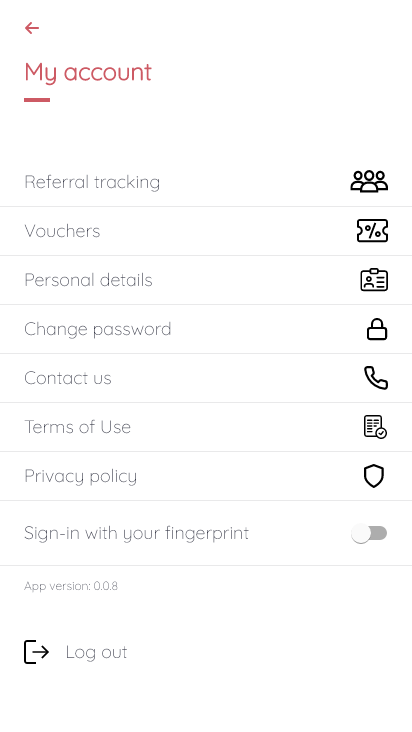 My account
Referral tracking
Vouchers
Personal details
Change password
Contact us
Terms of Use
Privacy policy
Sign-in with your fingerprint
App version: 0.0.8
Log out